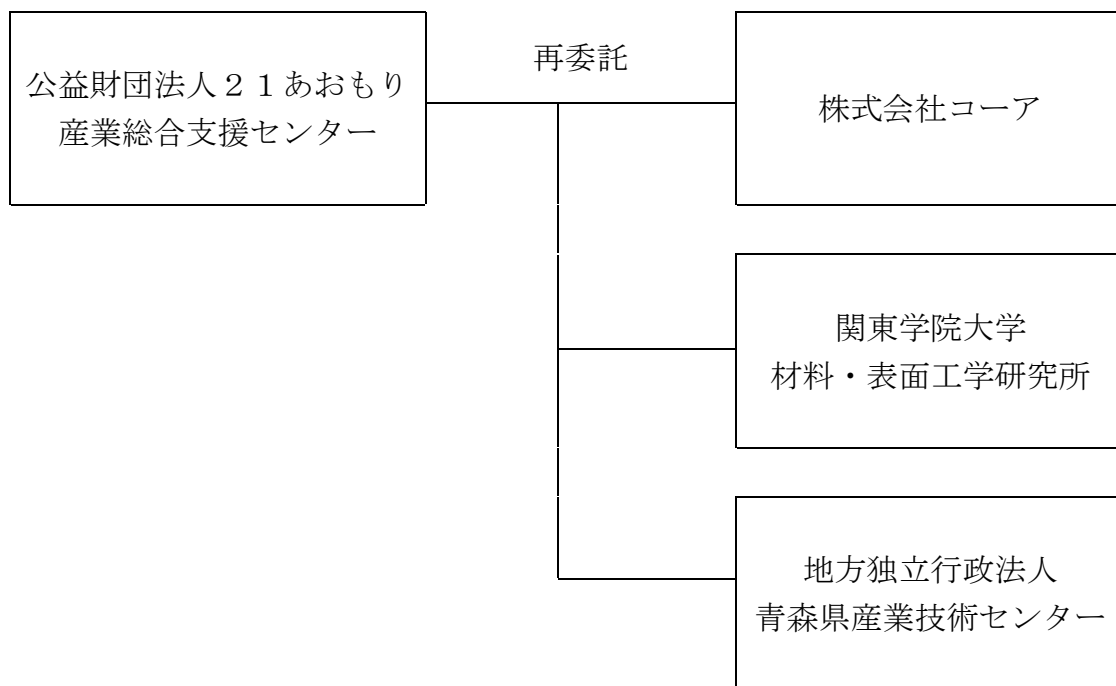 公益財団法人２１あおもり
産業総合支援センター
再委託
株式会社コーア
関東学院大学
材料・表面工学研究所
地方独立行政法人
青森県産業技術センター